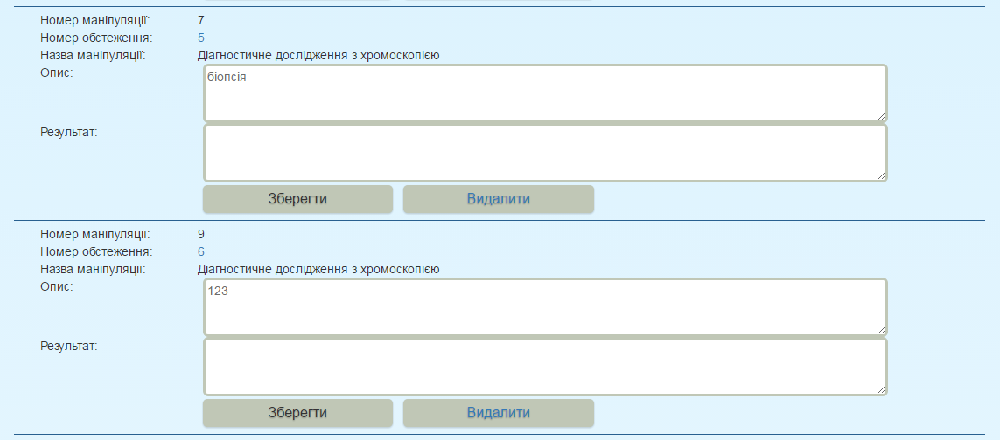 Номер маніпуляції: 7
Номер обстеження: 5
Назва маніпуляції: Діагностичне дослідження з хромоскопією
Опис: біопсія
Результат:
Зберегти Видалити
Номер маніпуляції: 9
Номер обстеження: 6
Назва маніпуляції: Діагностичне дослідження з хромоскопією
Опис: 123
Результат:
Зберегти Видалити